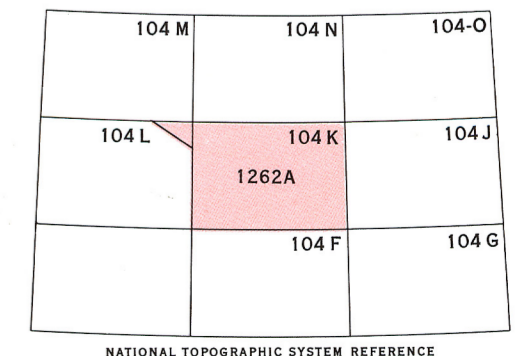 104 M 104 N 104-O
104 L 104 K 104 J
1262A
104 F 104 G
NATIONAL TOPOGRAPHIC SYSTEM REFERENCE